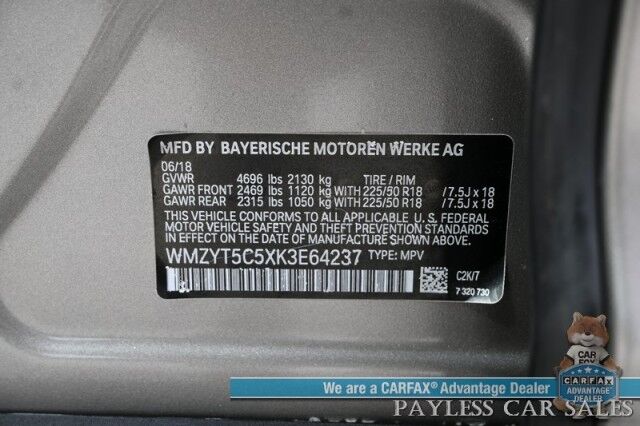 MFD BY BAYERISCHE MOTOREN WERKE AG
06/18
GVWR 4696 lbs 2130 kg TIRE / RIM
GAWR FRONT 2469 lbs 1120 kg WITH 225/50 R18 /7.5J x 18
GAWR REAR 2315 lbs 1050 kg WITH 225/50 R18 /7.5J x 18
THIS VEHICLE CONFORMS TO ALL APPLICABLE U. S. FEDERAL
MOTOR VEHICLE SAFETY, BUMPER, AND THEFT PREVENTION
STANDARDS IN EFFECT ON THE DATE OF MANUFACTURE SHOWN ABOVE.
WMZYT5C5XK3E64237 TYPE: MPV
C2K/7
7 320 730
CAR
FOX
We are a CARFAX® Advantage Dealer
CARFAX
ADVANTAGE
DEALER
PAYLESS CAR SALES